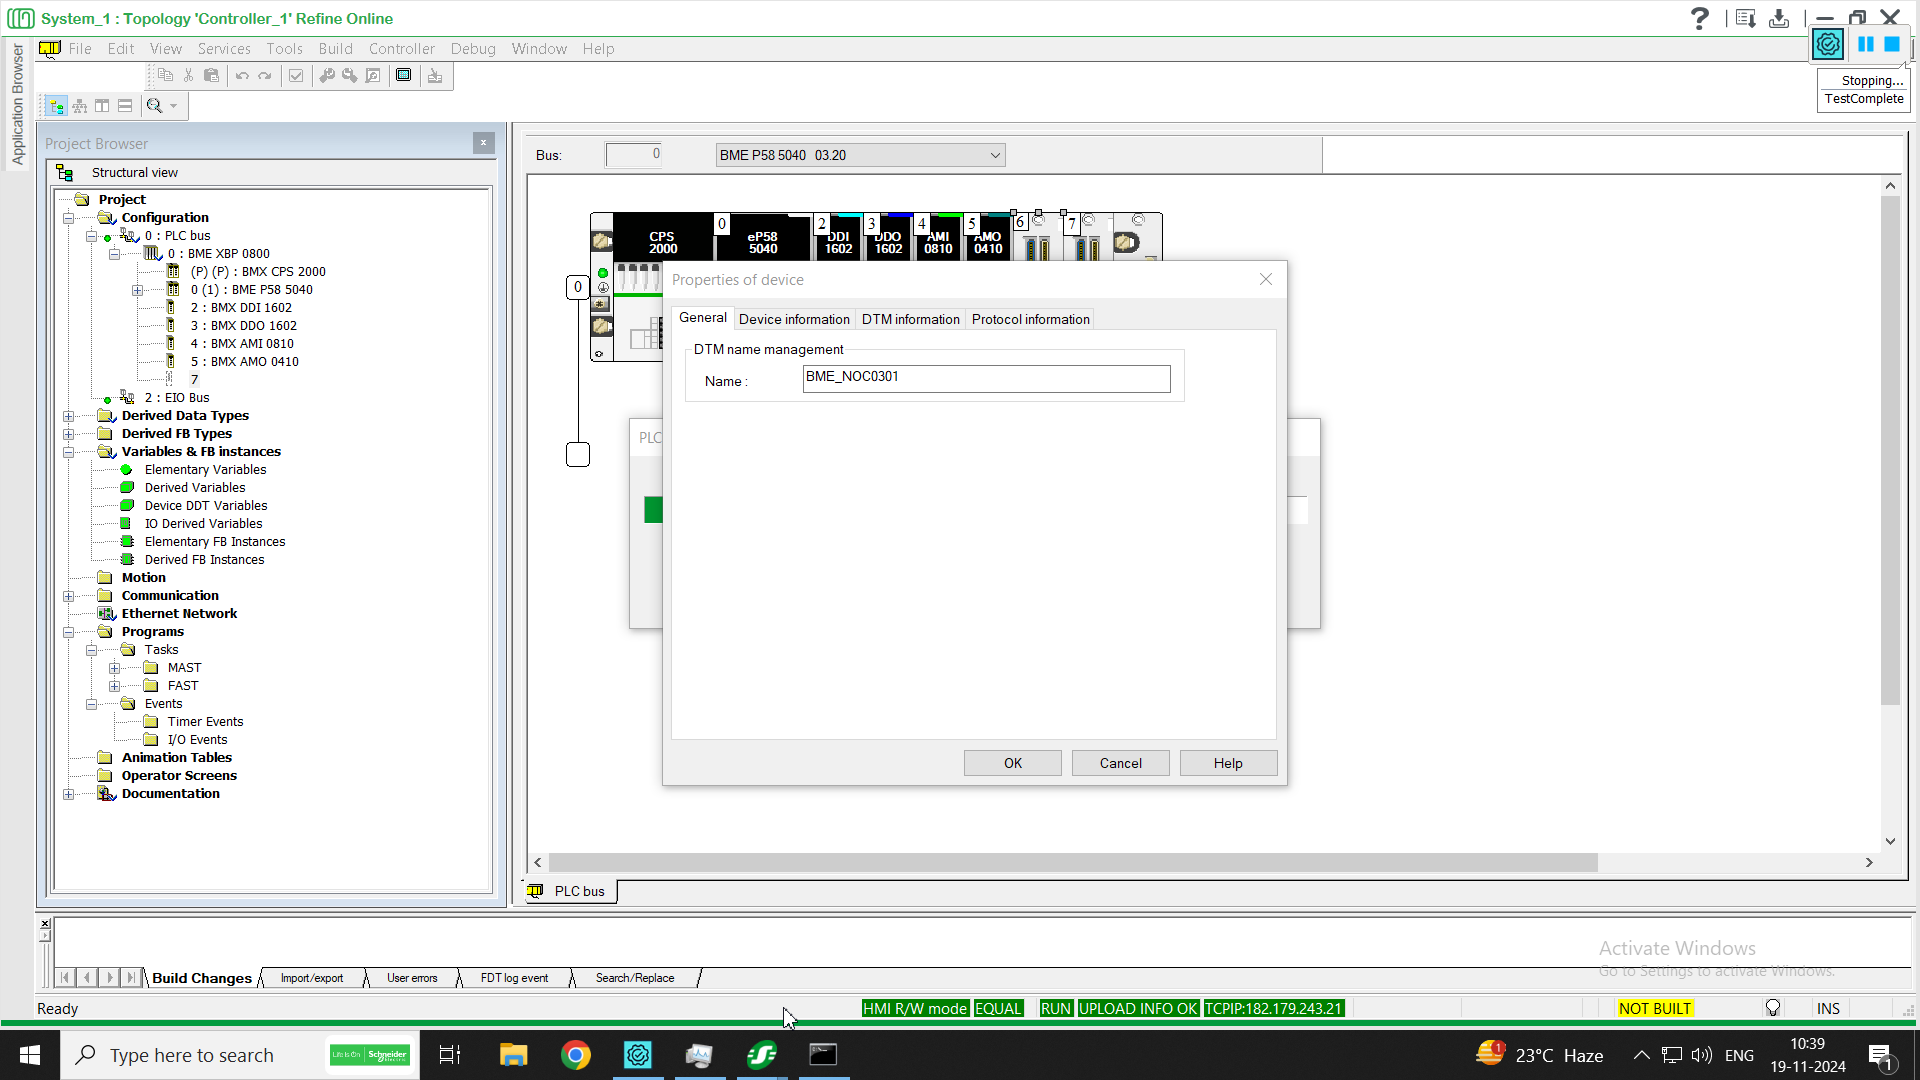 System_1 : Topology 'Controller_1' Refine Online
File Edit View Services Tools Build Controller Debug Window Help
Stopping...
TestComplete
Application Browser
Project Browser
Structural view
Project
Configuration
0 : PLC bus
0 : BME XBP 0800
(P) (P) : BMX CPS 2000
0 (1) : BME P58 5040
2 : BMX DDI 1602
3 : BMX DDO 1602
4 : BMX AMI 0810
5 : BMX AMO 0410
7
2 : EIO Bus
Derived Data Types
Derived FB Types
Variables & FB instances
Elementary Variables
Derived Variables
Device DDT Variables
IO Derived Variables
Elementary FB Instances
Derived FB Instances
Motion
Communication
Ethernet Network
Programs
Tasks
MAST
FAST
Events
Timer Events
I/O Events
Animation Tables
Operator Screens
Documentation
Bus: 0 BME P58 5040 03.20
0 2 3 4 5 6 7
CPS 2000
eP58 5040
DDI 1602
DDO 1602
AMI 0810
AMO 0410
0
PLC
Properties of device
General Device information DTM information Protocol information
DTM name management
Name : BME_NOC0301
OK Cancel Help
PLC bus
Build Changes Import/export User errors FDT log event Search/Replace
Activate Windows
Go to Settings to activate Windows.
Ready HMI R/W mode EQUAL RUN UPLOAD INFO OK TCPIP:182.179.243.21 NOT BUILT INS
Type here to search
Life Is On Schneider Electric
1 23°C Haze ENG
10:39
19-11-2024
1